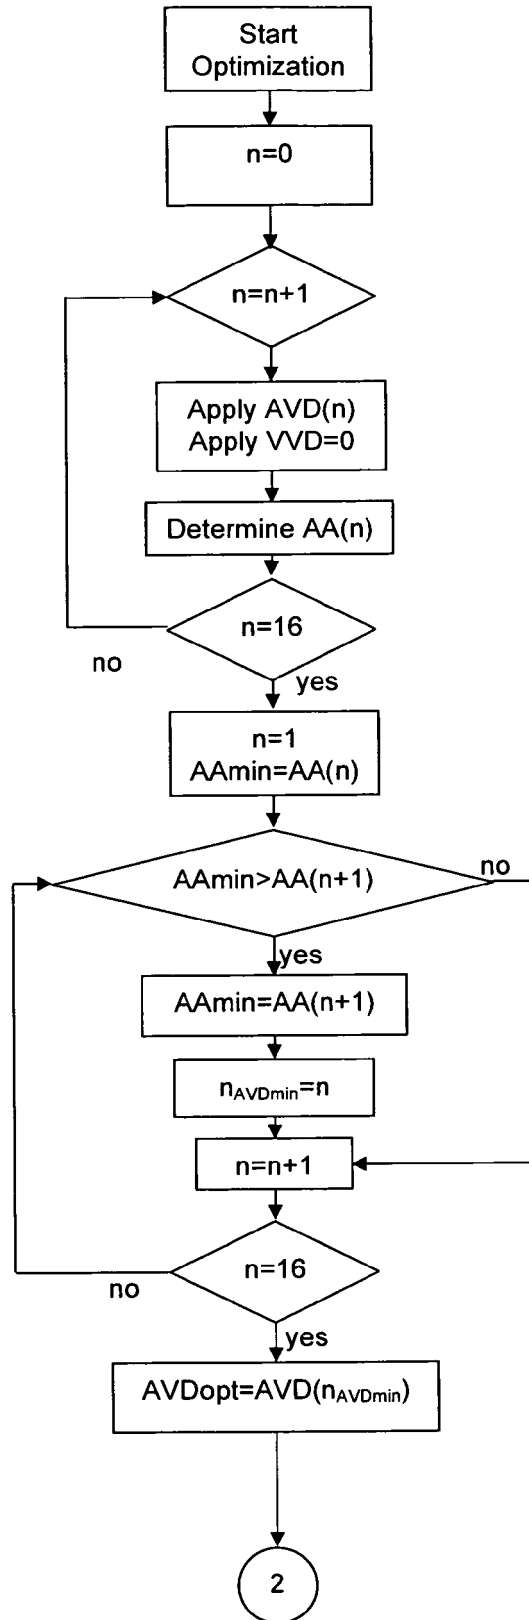 Start
Optimization
n=0
n=n+1
Apply AVD(n)
Apply VVD=0
Determine AA(n)
n=16
no
yes
n=1
AAmin=AA(n)
AAmin>AA(n+1)
no
yes
AAmin=AA(n+1)
nAVDmin=n
n=n+1
n=16
no
yes
AVDopt=AVD(nAVDmin)
2